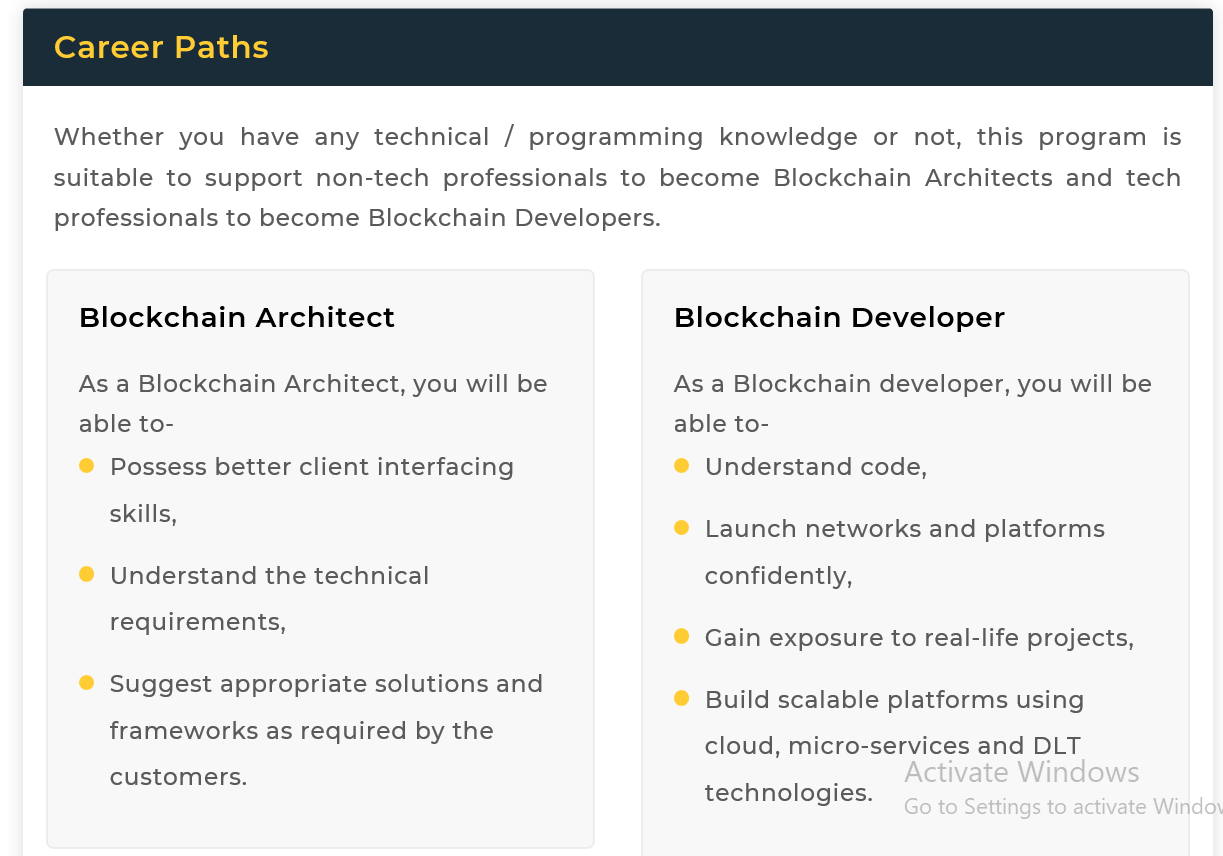 Career Paths
Whether you have any technical / programming knowledge or not, this program is
suitable to support non-tech professionals to become Blockchain Architects and tech
professionals to become Blockchain Developers.
Blockchain Architect
As a Blockchain Architect, you will be
able to-
Possess better client interfacing
skills,
Understand the technical
requirements,
Suggest appropriate solutions and
frameworks as required by the
customers.
Blockchain Developer
As a Blockchain developer, you will be
able to-
Understand code,
Launch networks and platforms
confidently,
Gain exposure to real-life projects,
Build scalable platforms using
cloud, micro-services and DLT
technologies.
Activate Windows
Go to Settings to activate